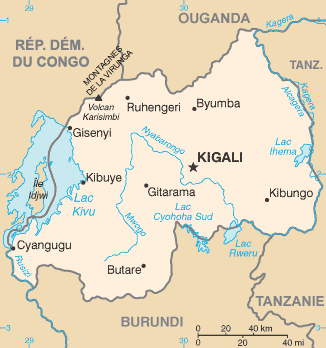 30
OUGANDA
Kagera
RÉP. DÉM.
DU CONGO
MONTAGNES
DE LA VIRUNGA
TANZ.
Volcan
Karisimbi
Ruhengeri
Byumba
Kagera
Akagera
Gisenyi
Nyabarongo
Lac
Ihema
KIGALI
Île
Idjwi
Kibuye
Lac
Kivu
Gitarama
Kibungo
Mwogo
Lac
Cyohoha Sud
Cyangugu
Lac
Rweru
Rusizi
Butare
TANZANIE
BURUNDI
3
3
0
20
40 km
0
20
40 mi
29
30